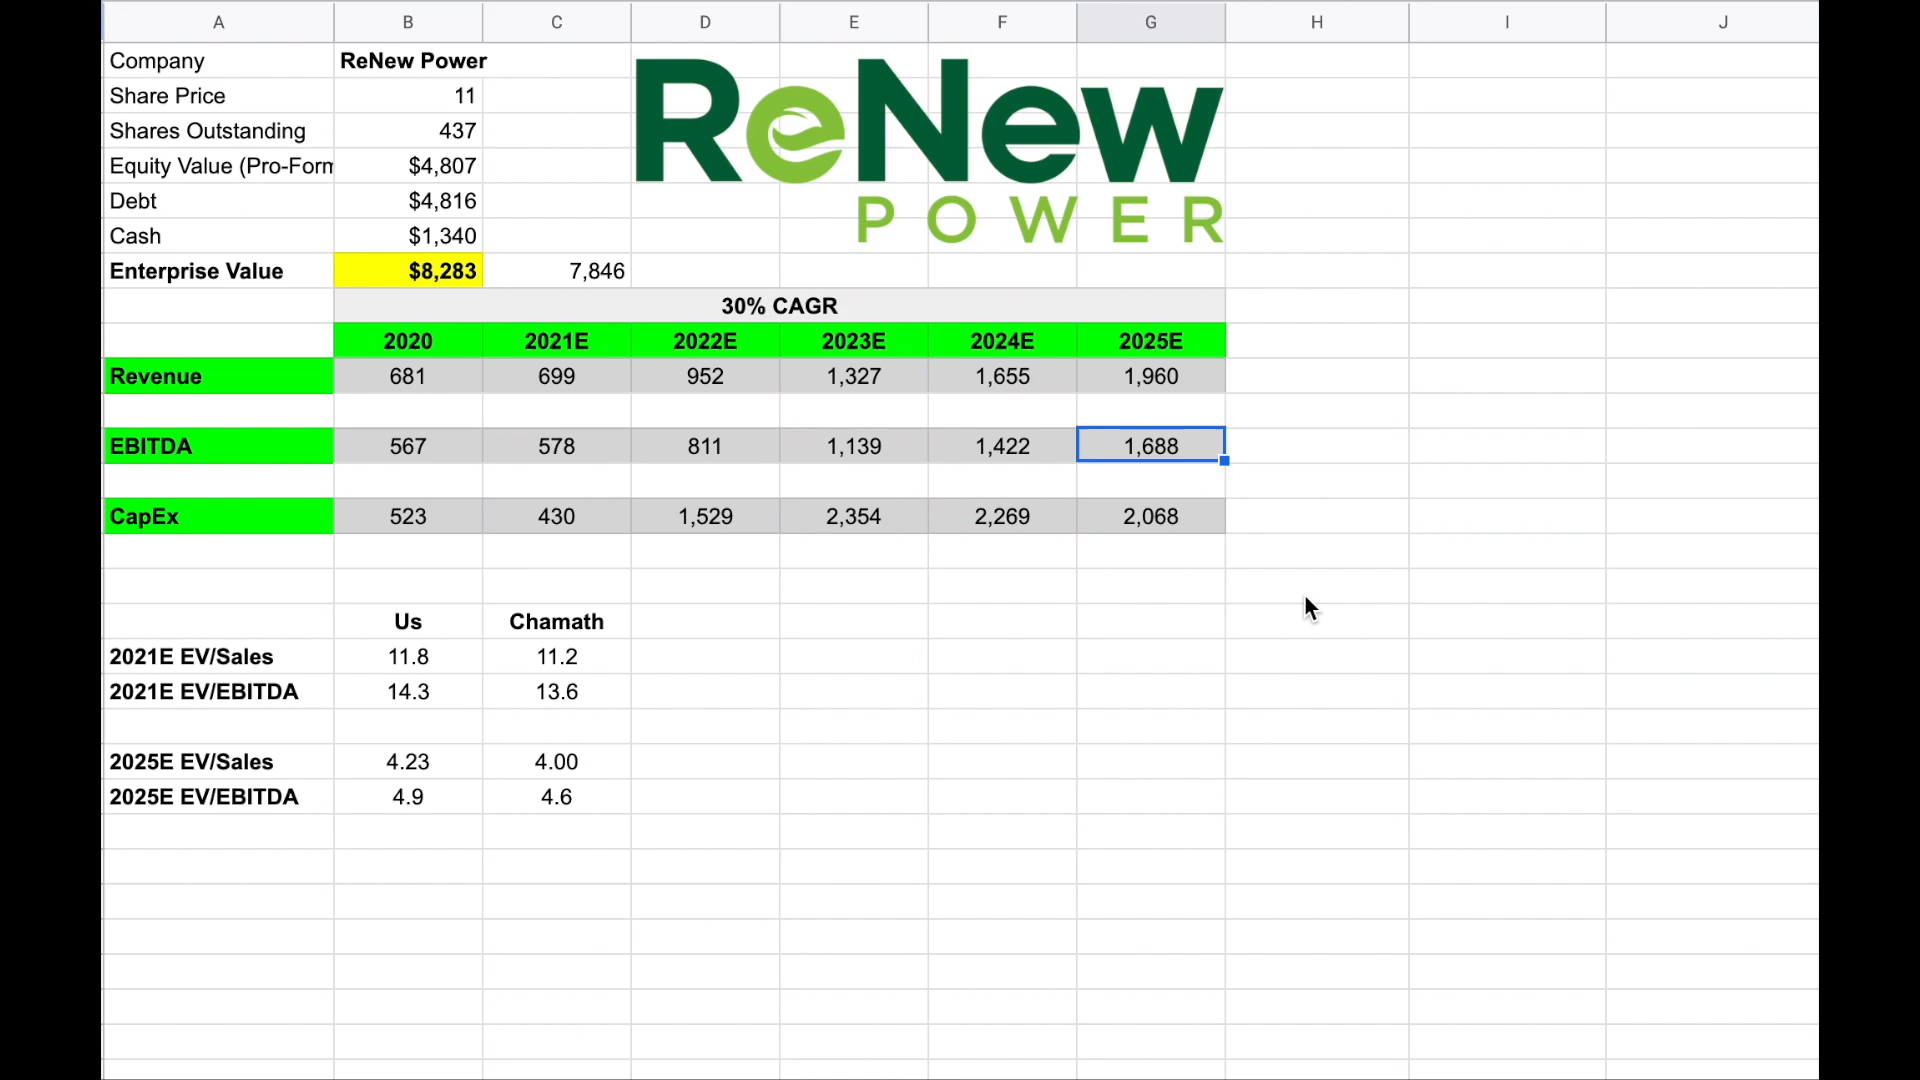 A B C D E F G H I J
Company ReNew Power
Share Price 11
Shares Outstanding 437
Equity Value (Pro-Form $4,807
Debt $4,816
Cash $1,340
Enterprise Value $8,283 7,846
ReNew
POWER
30% CAGR
2020 2021E 2022E 2023E 2024E 2025E
Revenue 681 699 952 1,327 1,655 1,960
EBITDA 567 578 811 1,139 1,422 1,688
CapEx 523 430 1,529 2,354 2,269 2,068
Us Chamath
2021E EV/Sales 11.8 11.2
2021E EV/EBITDA 14.3 13.6
2025E EV/Sales 4.23 4.00
2025E EV/EBITDA 4.9 4.6